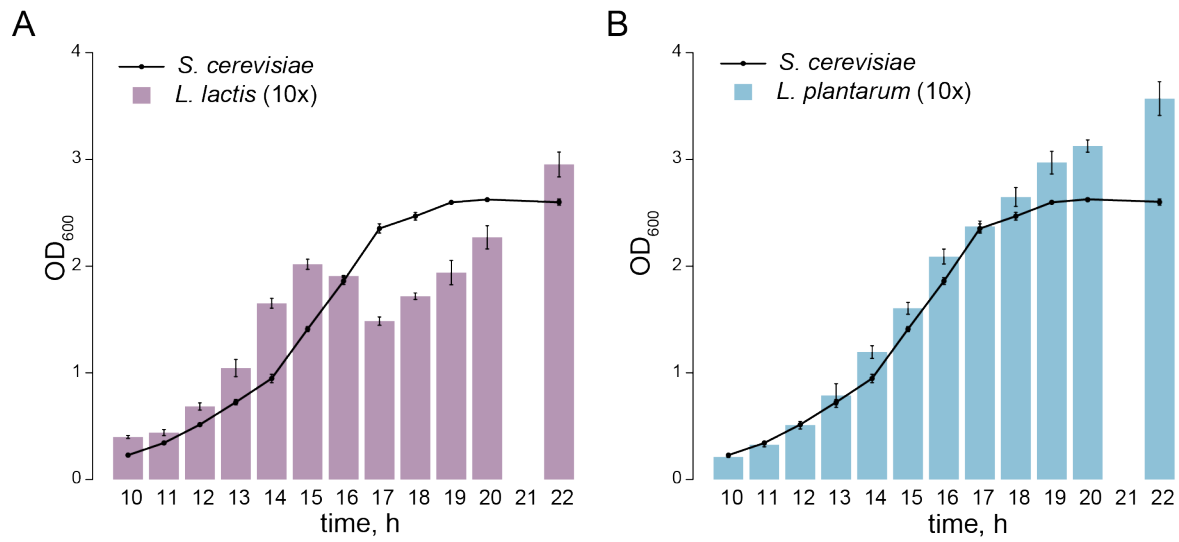 A
4
3
2
1
0
OD600
S. cerevisiae
L. lactis (10x)
10 11 12 13 14 15 16 17 18 19 20 21 22
time, h
B
4
3
2
1
0
OD600
S. cerevisiae
L. plantarum (10x)
10 11 12 13 14 15 16 17 18 19 20 21 22
time, h